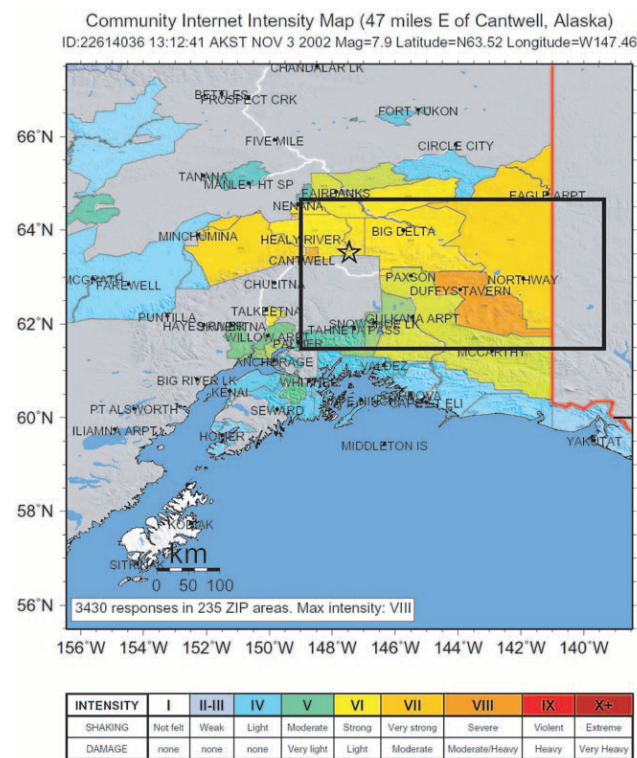 Community Internet Intensity Map (47 miles E of Cantwell, Alaska)
ID:22614036 13:12:41 AKST NOV 3 2002 Mag=7.9 Latitude=N63.52 Longitude=W147.46
CHANDALAR LK
BETTLES
PROSPECT CRK
FORT YUKON
66°N
FIVE MILE
CIRCLE CITY
TANANA
MANLEY HT SP
FAIRBANKS
EAGLE ARPT
NENANA
64°N
MINCHUMINA
BIG DELTA
HEALY RIVER
CANTWELL
MCGRATH
FAREWELL
CHULITNA
PAXSON
NORTHWAY
DUFFYS TAVERN
PUNTILLA
TALKEETNA
GULKANA ARPT
62°N
SNOWSHOE LK
TAHNETA PASS
WILLOW
PALMER
MCCARTHY
ANCHORAGE
VALDEZ
BIG RIVER LK
WHITTIER
KENAI
60°N
PT ALSWORTH
SEWARD
ILIAMNA ARPT
HOMER
MIDDLETON IS
YAKUTAT
58°N
KODIAK
km
SITKINAK
0 50 100
56°N
3430 responses in 235 ZIP areas. Max intensity: VIII
156°W 154°W 152°W 150°W 148°W 146°W 144°W 142°W 140°W
INTENSITY I II-III IV V VI VII VIII IX X+
SHAKING Not felt Weak Light Moderate Strong Very strong Severe Violent Extreme
DAMAGE none none none Very light Light Moderate Moderate/Heavy Heavy Very Heavy